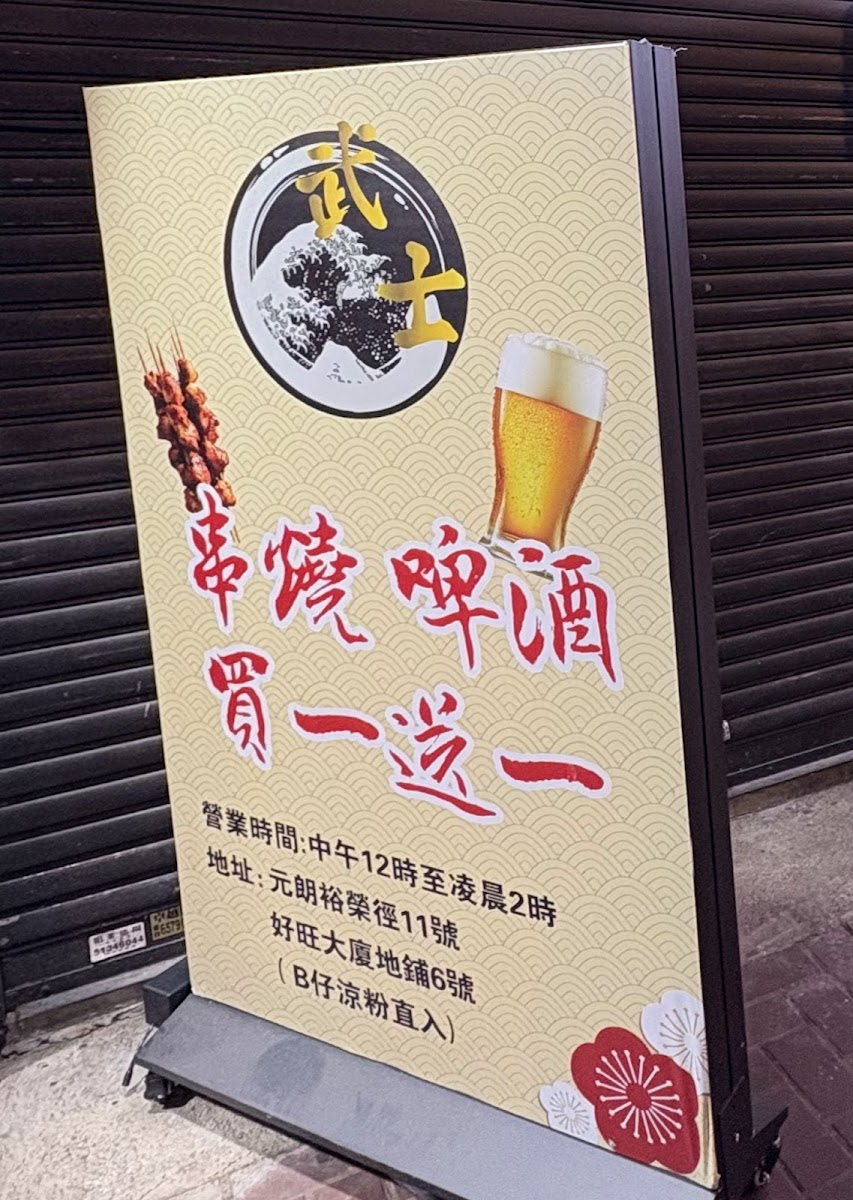 武士
串燒 啤酒
買一送一
營業時間:中午12時至凌晨2時
地址:元朗裕榮徑11號
好旺大廈地鋪6號
(B仔涼粉直入)
51346044
6579